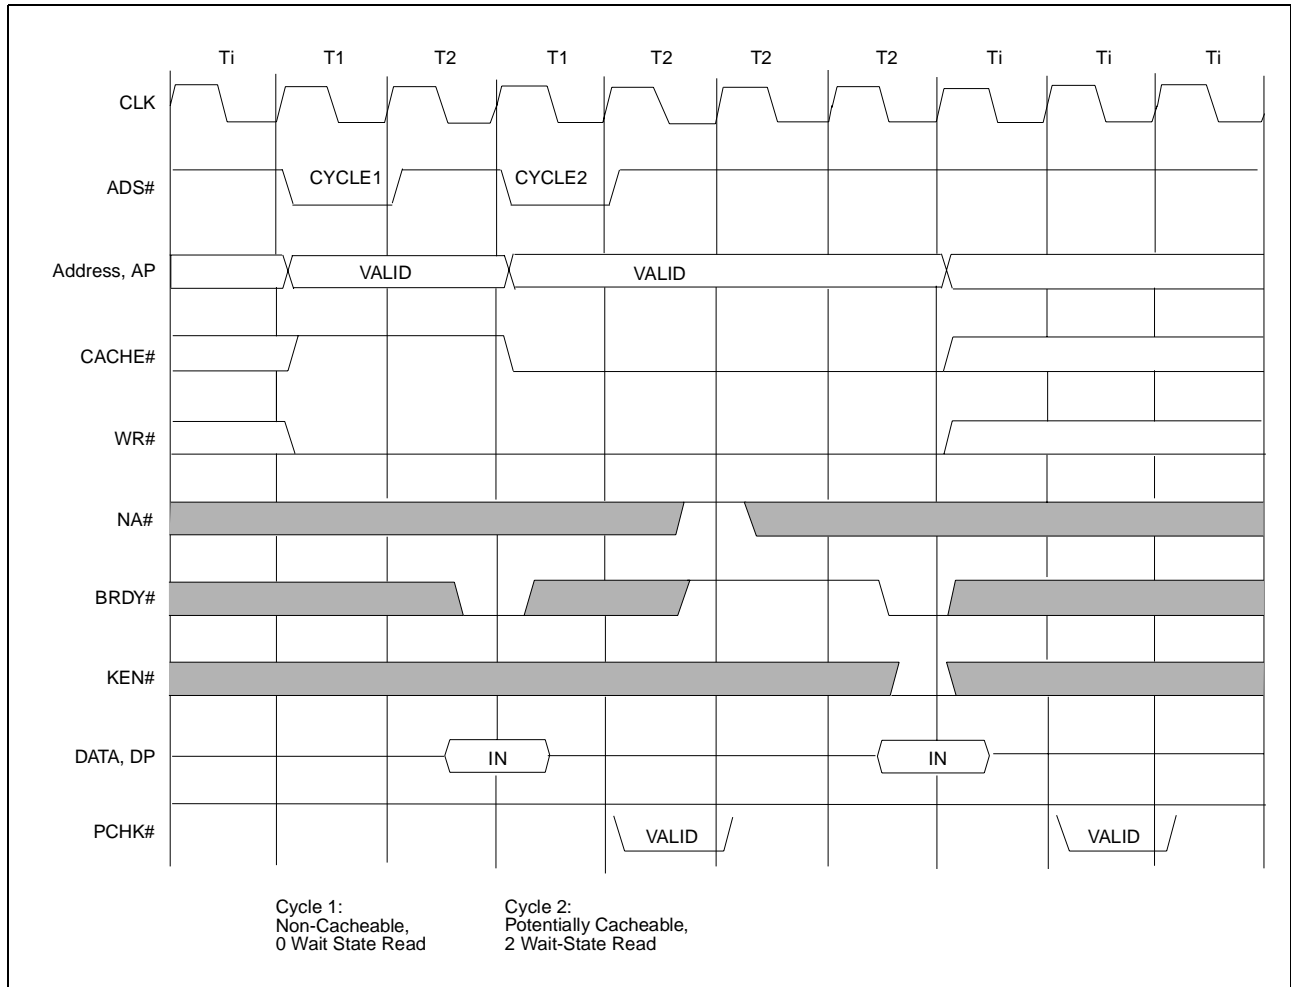 Ti T1 T2 T1 T2 T2 T2 Ti Ti Ti
CLK
ADS# CYCLE1 CYCLE2
Address, AP VALID VALID
CACHE#
WR#
NA#
BRDY#
KEN#
DATA, DP IN IN
PCHK# VALID VALID
Cycle 1:
Non-Cacheable,
0 Wait State Read
Cycle 2:
Potentially Cacheable,
2 Wait-State Read